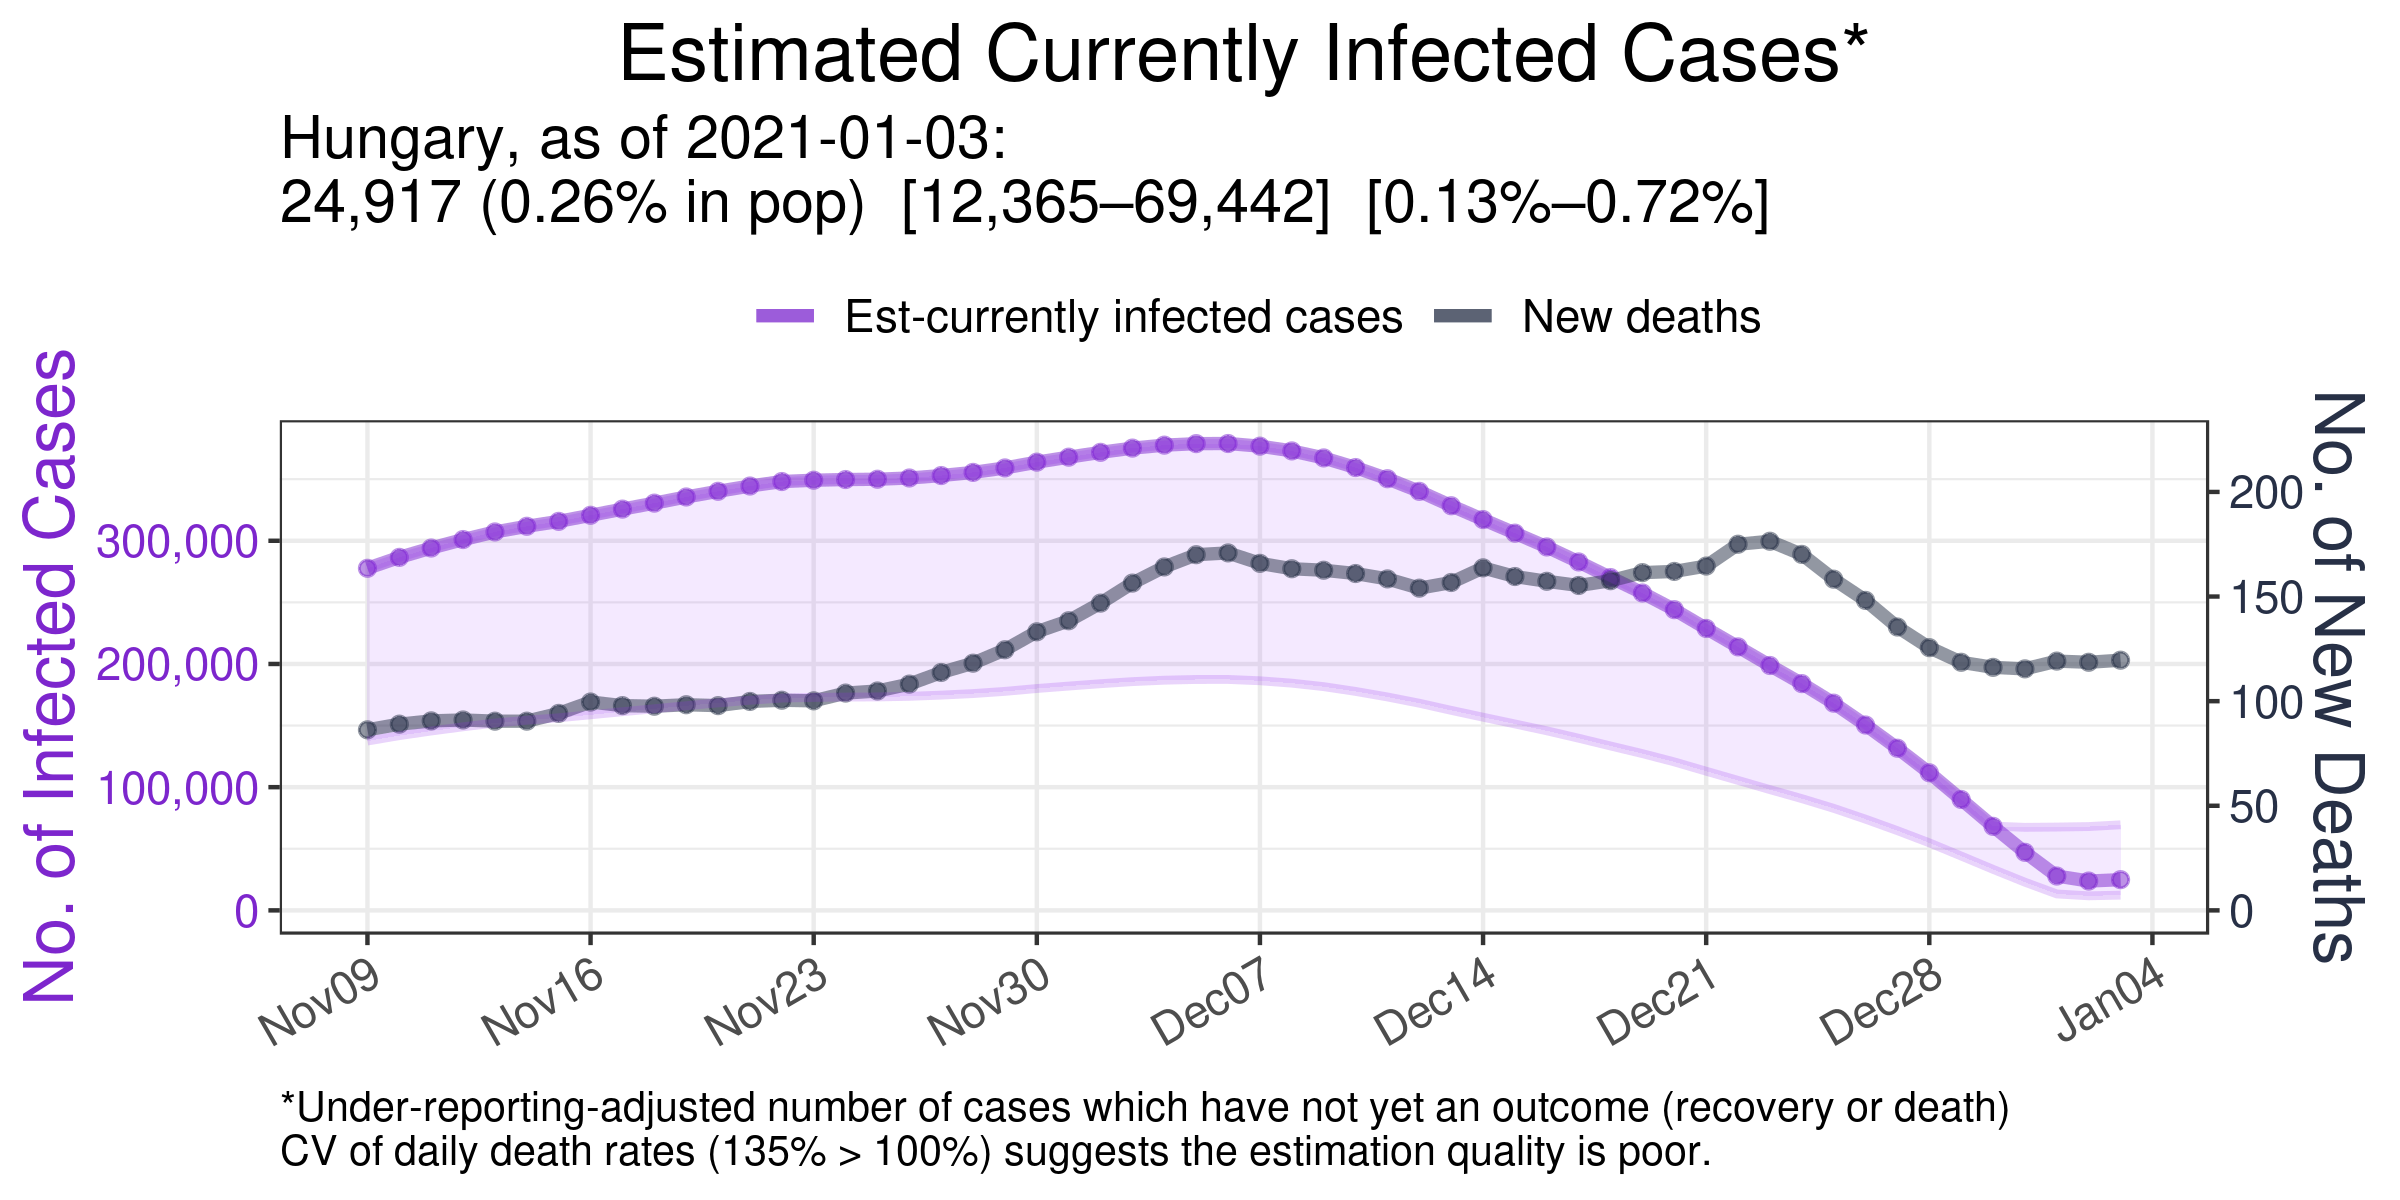 Estimated Currently Infected Cases*
Hungary, as of 2021-01-03:
24,917 (0.26% in pop)  [12,365–69,442]  [0.13%–0.72%]
Est-currently infected cases
New deaths
No. of Infected Cases
300,000
200,000
100,000
0
No. of New Deaths
200
150
100
50
0
Nov09
Nov16
Nov23
Nov30
Dec07
Dec14
Dec21
Dec28
Jan04
*Under-reporting-adjusted number of cases which have not yet an outcome (recovery or death)
CV of daily death rates (135% > 100%) suggests the estimation quality is poor.